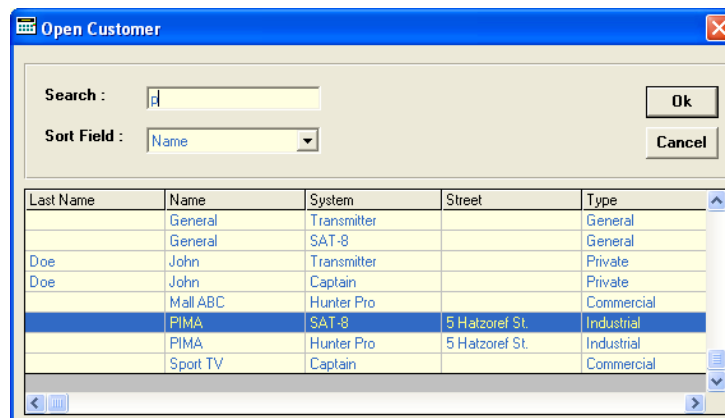 Open Customer
Search : p
Ok
Sort Field : Name
Cancel
Last Name Name System Street Type
General Transmitter General
General SAT-8 General
Doe John Transmitter Private
Doe John Captain Private
Mall ABC Hunter Pro Commercial
PIMA SAT-8 5 Hatzoref St. Industrial
PIMA Hunter Pro 5 Hatzoref St. Industrial
Sport TV Captain Commercial